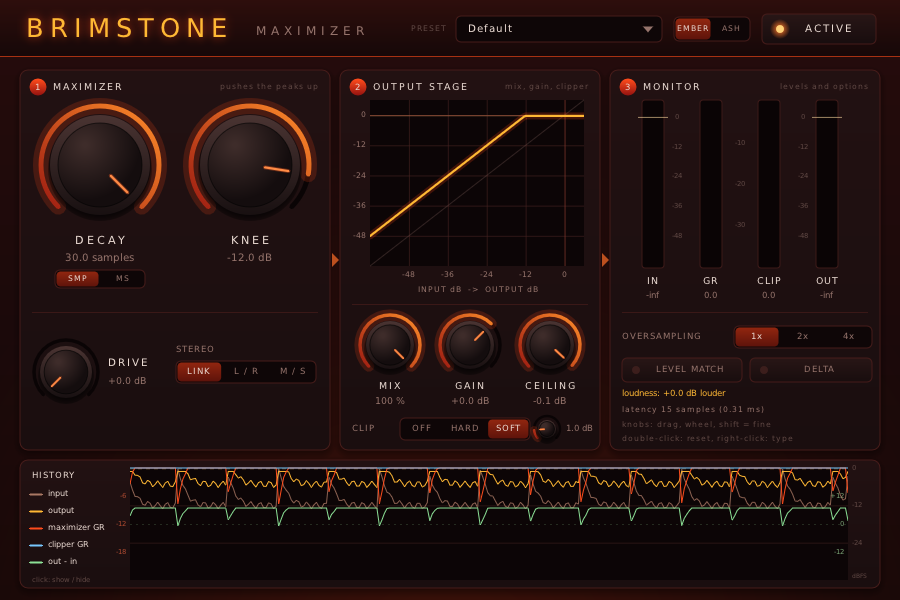 BRIMSTONE MAXIMIZER PRESET Default EMBER ASH ACTIVE
1 MAXIMIZER pushes the peaks up
DECAY
30.0 samples
SMP MS
KNEE
-12.0 dB
DRIVE
+0.0 dB
STEREO
LINK L / R M / S
2 OUTPUT STAGE mix, gain, clipper
0
-12
-24
-36
-48
-48 -36 -24 -12 0
INPUT dB -> OUTPUT dB
MIX
100 %
GAIN
+0.0 dB
CEILING
-0.1 dB
CLIP OFF HARD SOFT 1.0 dB
3 MONITOR levels and options
0 0
-12 -10 -12
-24 -20 -24
-36 -30 -36
-48 -48
IN GR CLIP OUT
-inf 0.0 0.0 -inf
OVERSAMPLING 1x 2x 4x
LEVEL MATCH DELTA
loudness: +0.0 dB louder
latency 15 samples (0.31 ms)
knobs: drag, wheel, shift = fine
double-click: reset, right-click: type
HISTORY
input
output
maximizer GR
clipper GR
out - in
click: show / hide
-6
-12
-18
+12
0
-12
0
-12
-24
dBFS